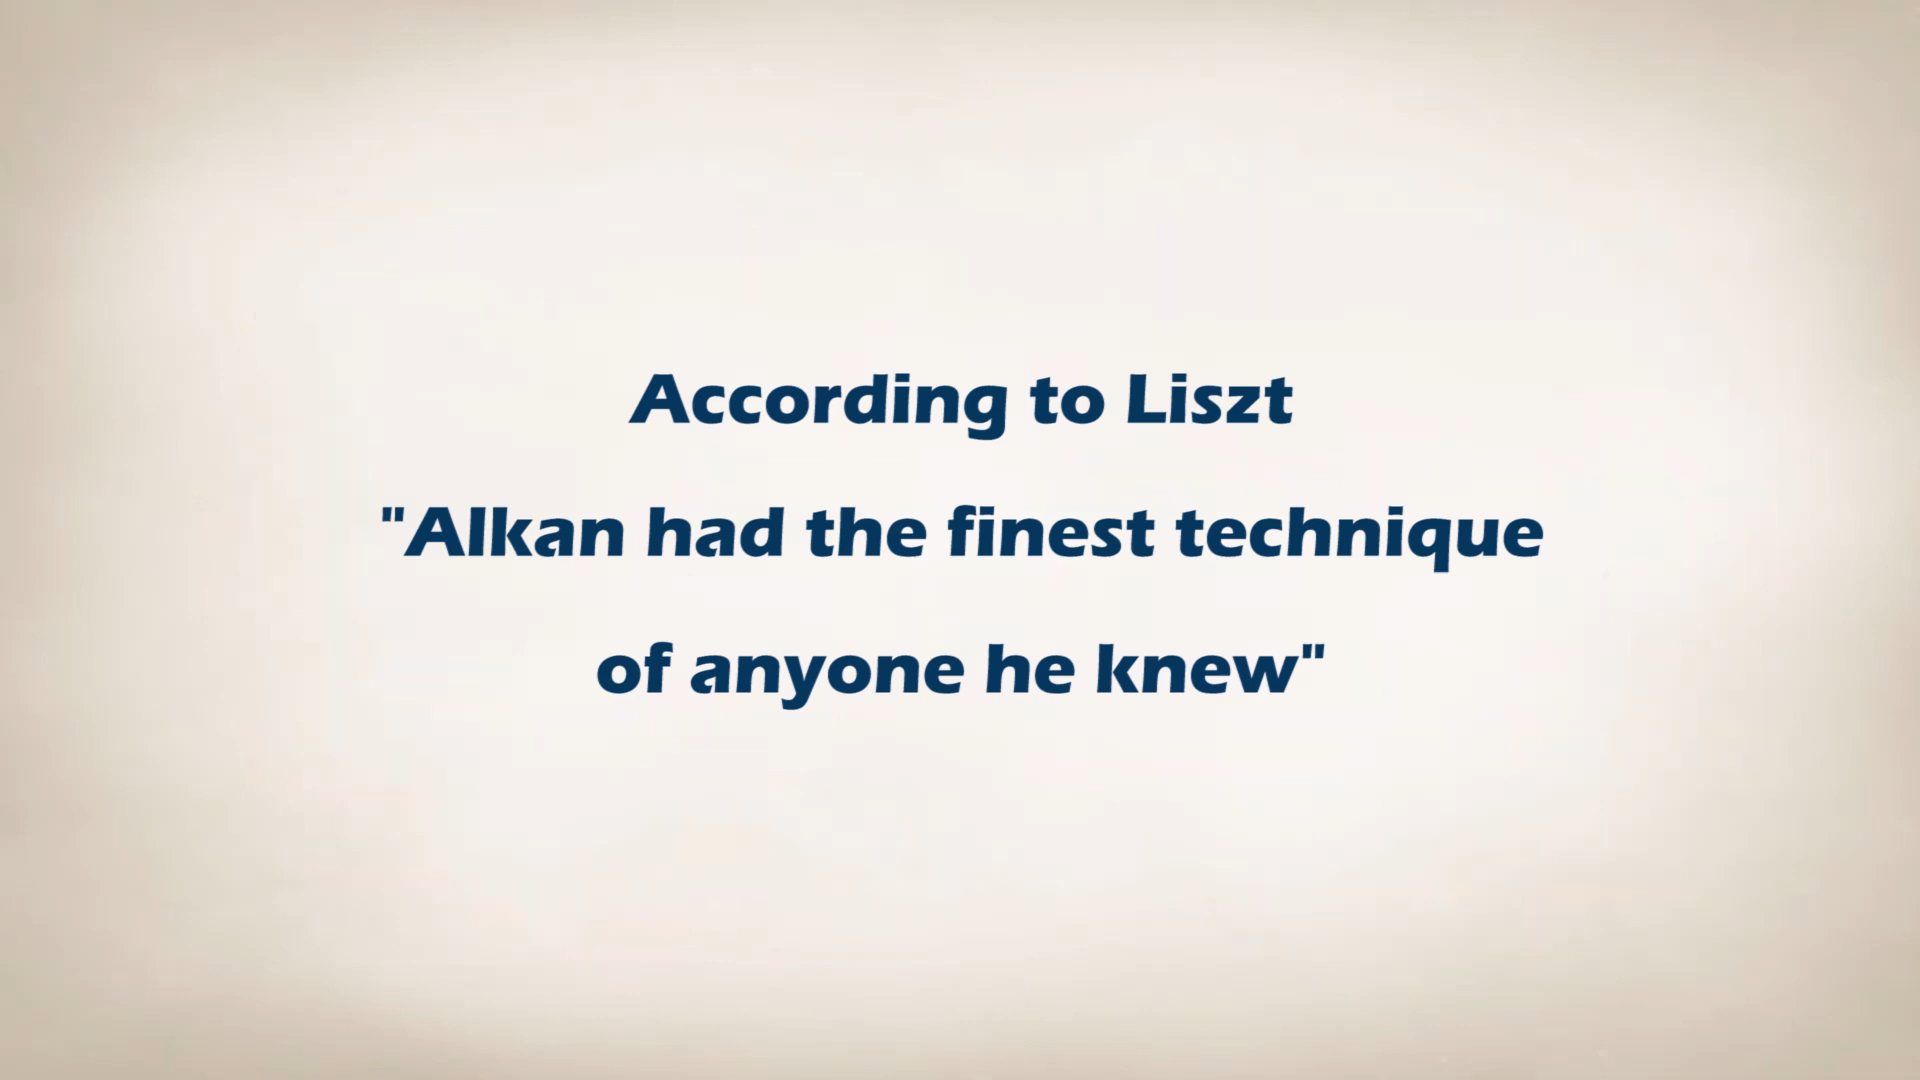 According to Liszt
"Alkan had the finest technique
of anyone he knew"